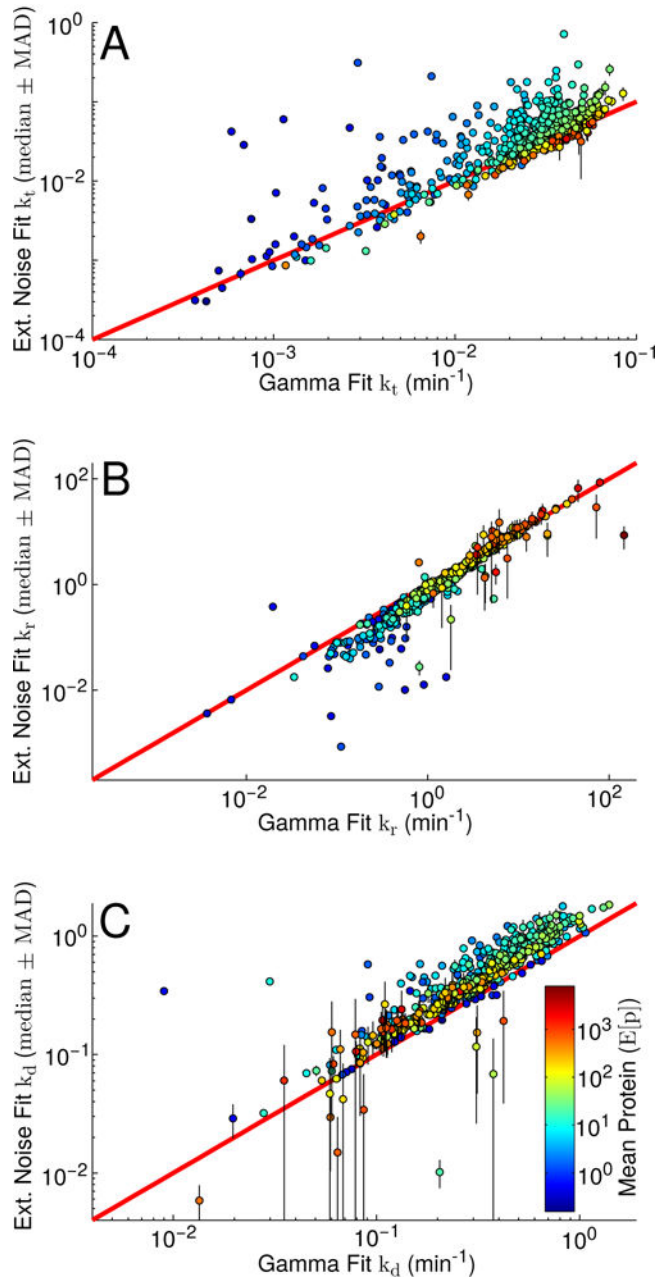 A
10^0
10^-2
10^-4
Ext. Noise Fit k_t (median ± MAD)
10^-4
10^-3
10^-2
10^-1
Gamma Fit k_t (min^-1)
B
10^2
10^0
10^-2
Ext. Noise Fit k_r (median ± MAD)
10^-2
10^0
10^2
Gamma Fit k_r (min^-1)
C
10^0
10^-1
10^-2
Ext. Noise Fit k_d (median ± MAD)
10^3
10^2
10^1
10^0
Mean Protein (E[p])
10^-2
10^-1
10^0
Gamma Fit k_d (min^-1)